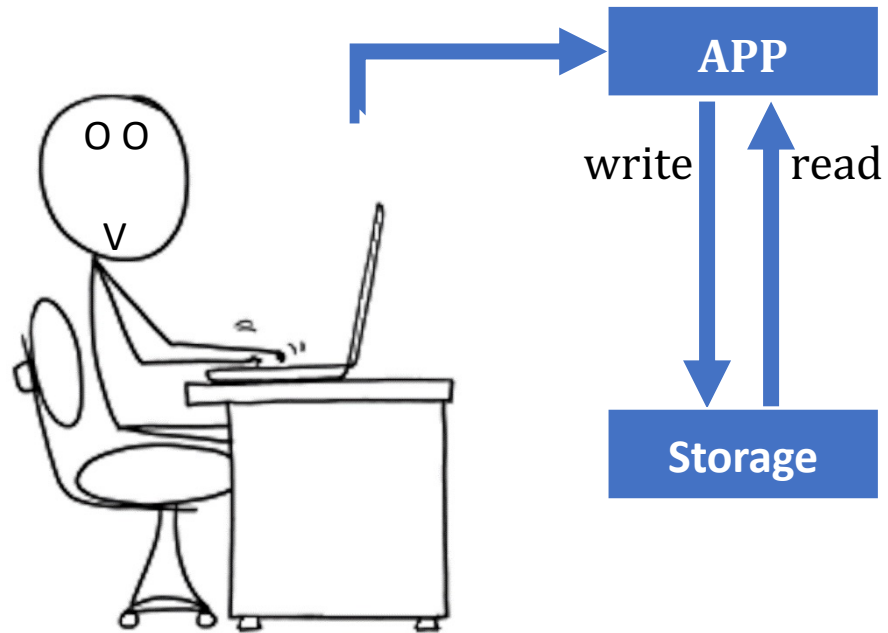 APP
O O
write
read
V
Storage